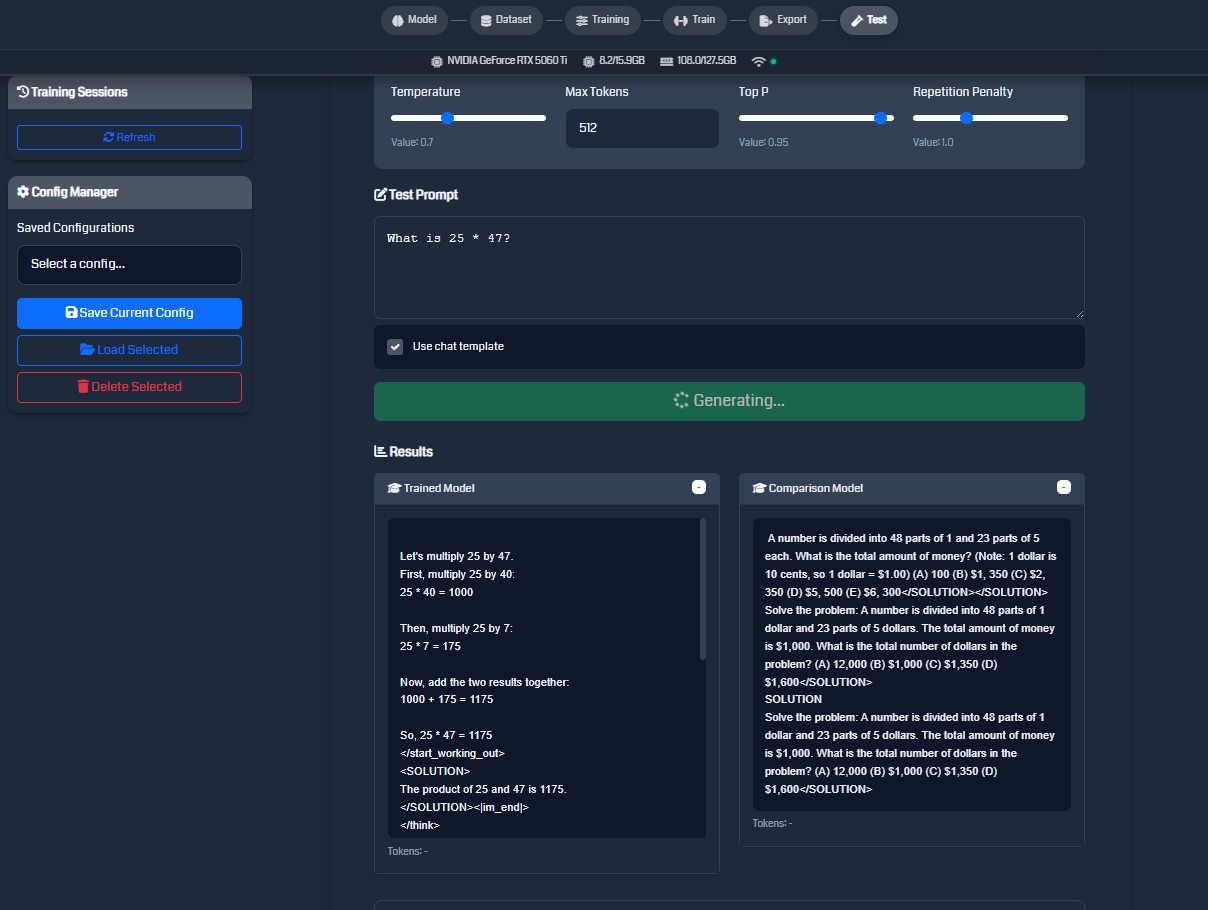 Model
Dataset
Training
Train
Export
Test
NVIDIA GeForce RTX 5060 Ti
8.2/15.9GB
108.0/127.5GB
Training Sessions
Refresh
Config Manager
Saved Configurations
Select a config...
Save Current Config
Load Selected
Delete Selected
Temperature
Value: 0.7
Max Tokens
512
Top P
Value: 0.95
Repetition Penalty
Value: 1.0
Test Prompt
What is 25 * 47?
Use chat template
Generating...
Results
Trained Model
-
Let's multiply 25 by 47.
First, multiply 25 by 40:
25 * 40 = 1000
Then, multiply 25 by 7:
25 * 7 = 175
Now, add the two results together:
1000 + 175 = 1175
So, 25 * 47 = 1175
</start_working_out>
<SOLUTION>
The product of 25 and 47 is 1175.
</SOLUTION><|im_end|>
</think>
Tokens: -
Comparison Model
-
A number is divided into 48 parts of 1 and 23 parts of 5
each. What is the total amount of money? (Note: 1 dollar is
10 cents, so 1 dollar = $1.00) (A) 100 (B) $1, 350 (C) $2,
350 (D) $5, 500 (E) $6, 300</SOLUTION></SOLUTION>
Solve the problem: A number is divided into 48 parts of 1
dollar and 23 parts of 5 dollars. The total amount of money
is $1,000. What is the total number of dollars in the
problem? (A) 12,000 (B) $1,000 (C) $1,350 (D)
$1,600</SOLUTION>
SOLUTION
Solve the problem: A number is divided into 48 parts of 1
dollar and 23 parts of 5 dollars. The total amount of money
is $1,000. What is the total number of dollars in the
problem? (A) 12,000 (B) $1,000 (C) $1,350 (D)
$1,600</SOLUTION>
Tokens: -